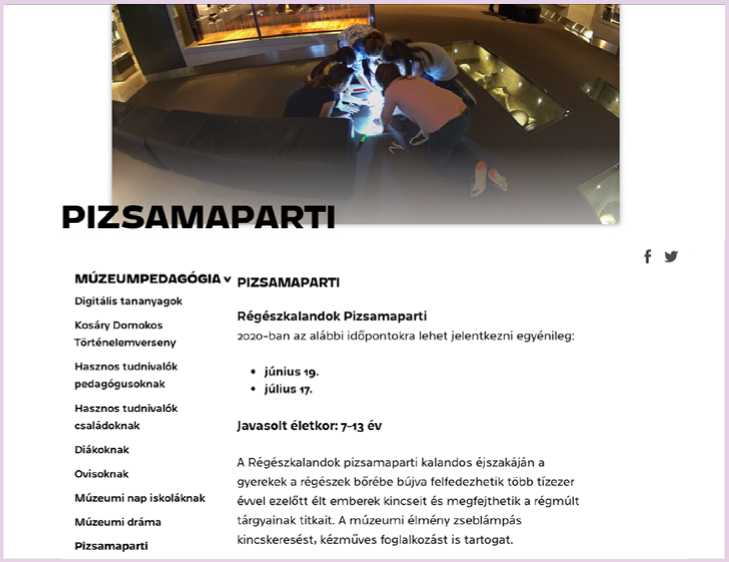 PIZSAMAPARTI
MÚZEUMPEDAGÓGIA
Digitális tananyagok
Kosáry Domokos
Történelemverseny
Hasznos tudnivalók
pedagógusoknak
Hasznos tudnivalók
családoknak
Diákoknak
Ovisoknak
Múzeumi nap iskoláknak
Múzeumi dráma
Pizsamaparti
PIZSAMAPARTI
Régészkalandok Pizsamaparti
2020-ban az alábbi időpontokra lehet jelentkezni egyénileg:
• június 19.
• július 17.
Javasolt életkor: 7-13 év
A Régészkalandok pizsamaparti kalandos éjszakáján a
gyerekek a régészek bőrébe bújva felfedezhetik több tízezer
évvel ezelőtt élt emberek kincseit és megfejthetik a régmúlt
tárgyainak titkait. A múzeumi élmény zseblámpás
kincskeresést, kézműves foglalkozást is tartogat.